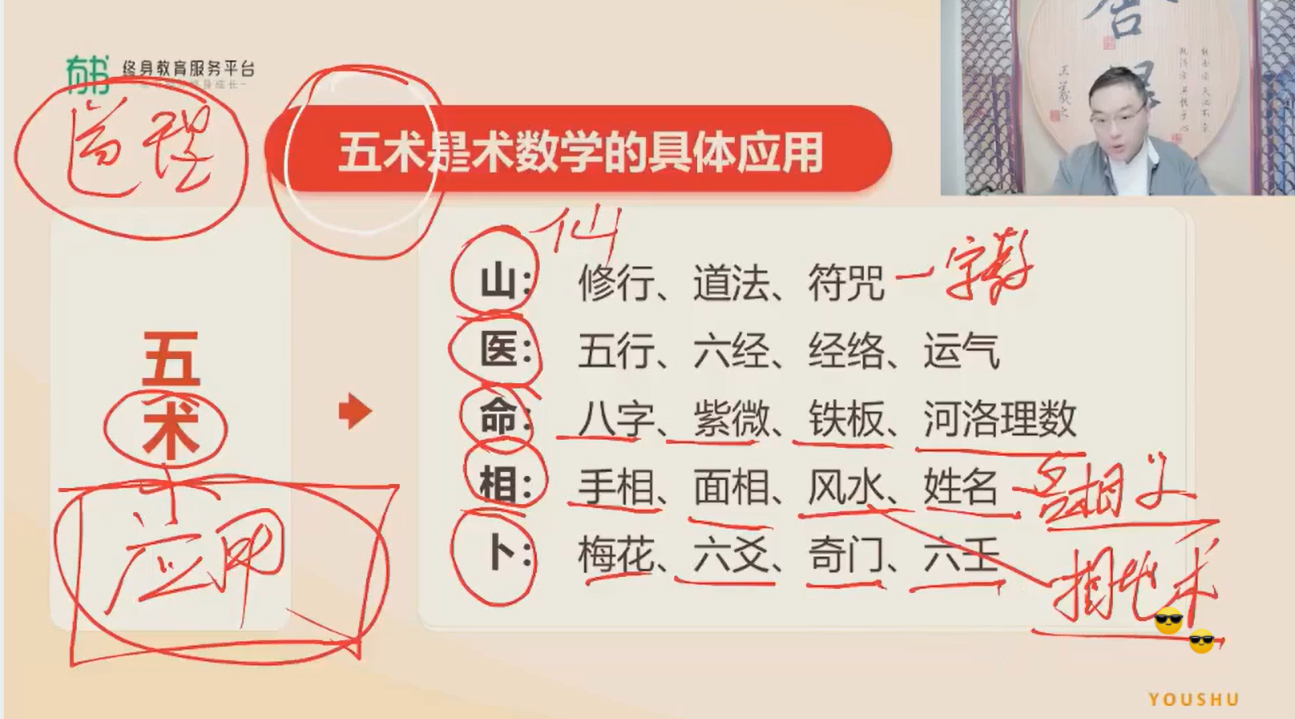 有书 终身教育服务平台
道理
五术是术数学的具体应用
五术
应用
仙
山：修行、道法、符咒 一字教
医：五行、六经、经络、运气
命：八字、紫微、铁板、河洛理数
相：手相、面相、风水、姓名 名相学
卜：梅花、六爻、奇门、六壬
相地术
YOUSHU